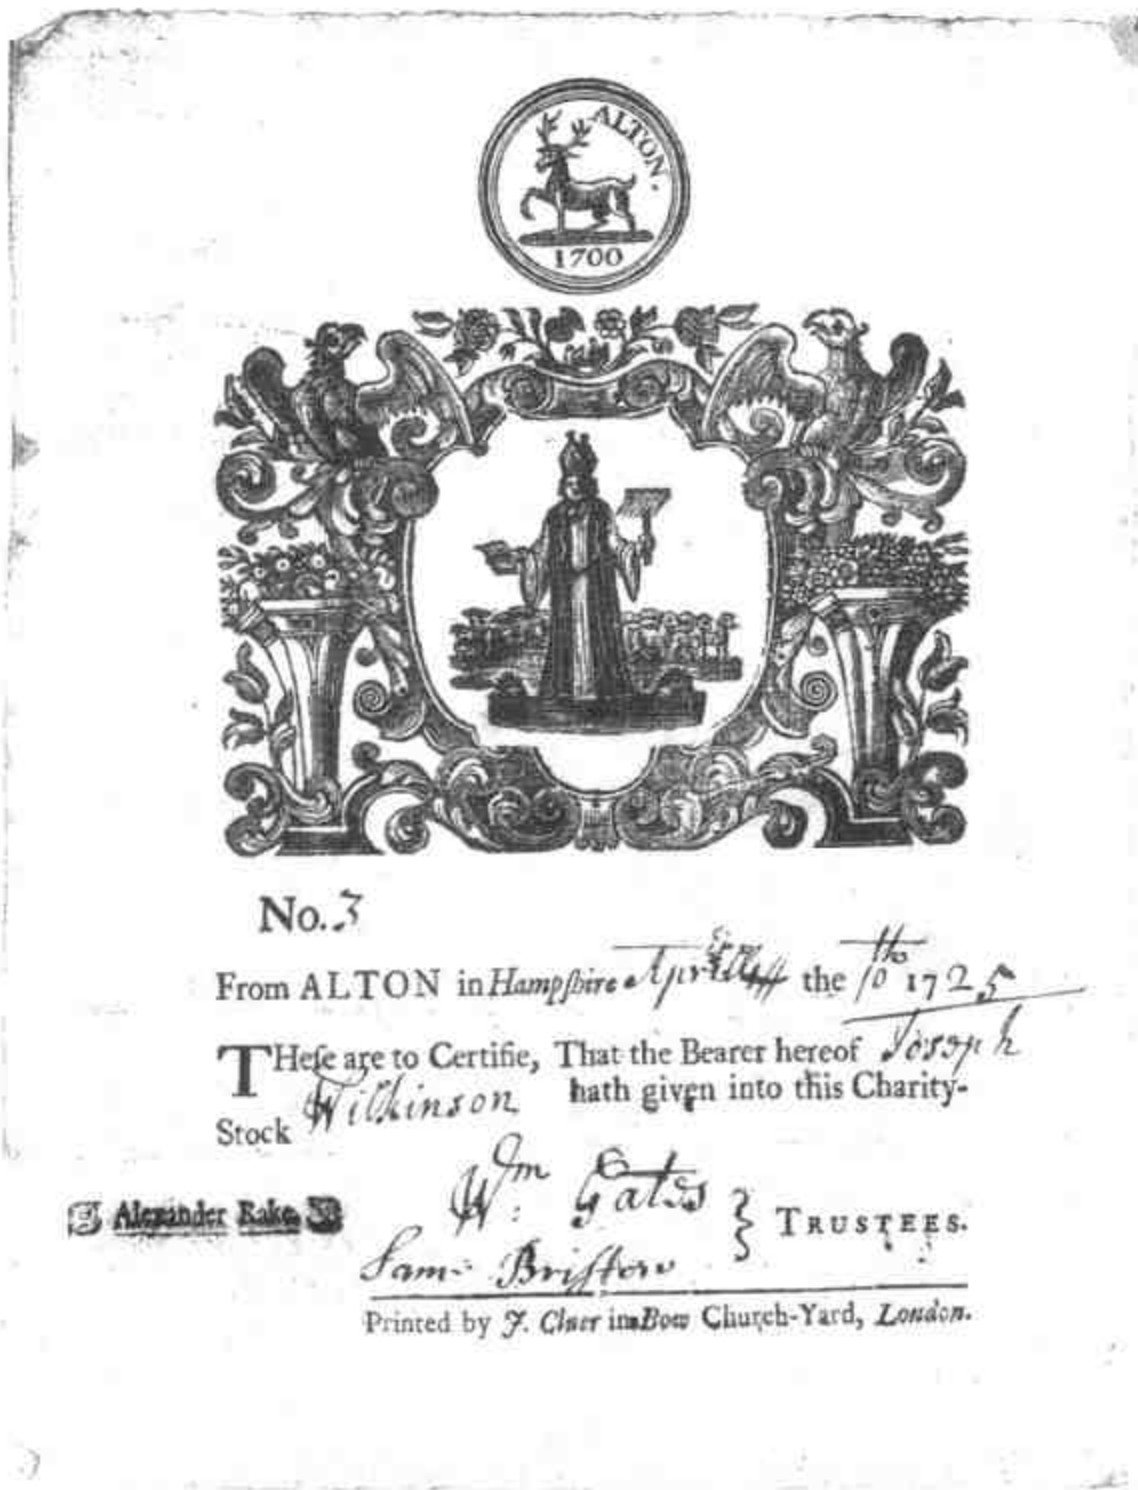 ALTON.
1700
No. 3
From ALTON in Hampſhire Aprill the 10th 1725
THeſe are to Certifie, That the Bearer hereof Joseph
Wilkinson hath given into this Charity-
Stock
Wm Gates
Alexander Rake
} TRUSTEES.
Sam: Briſtow
Printed by J. Cluer in Bow Church-Yard, London.